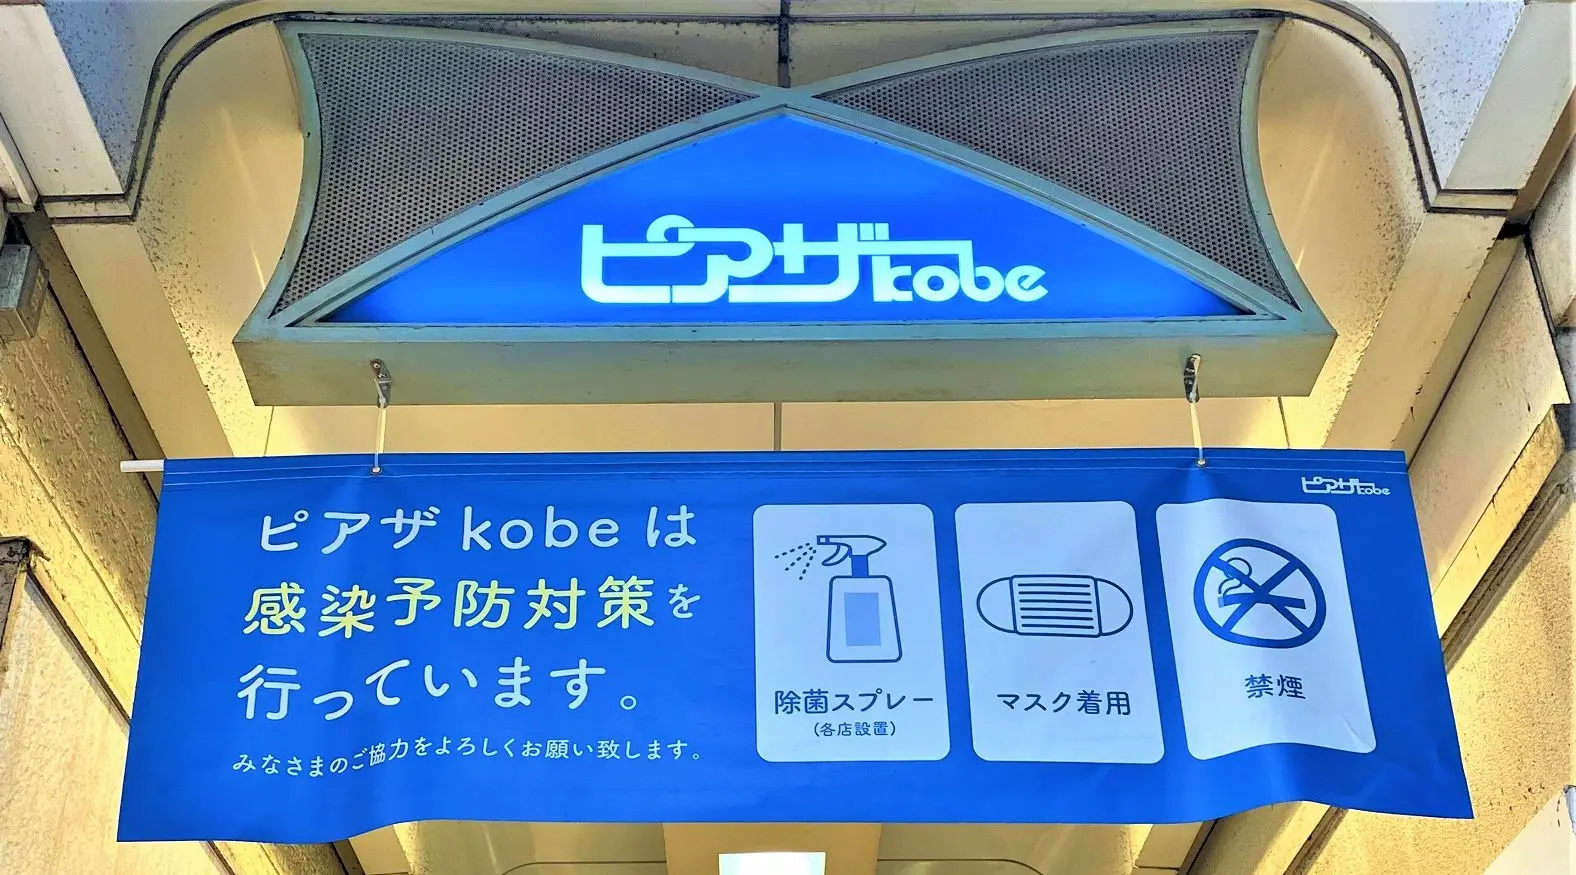 ピアザkobe
ピアザkobe
ピアザ kobe は
感染予防対策を
行っています。
みなさまのご協力をよろしくお願い致します。
除菌スプレー
(各店設置)
マスク着用
禁煙